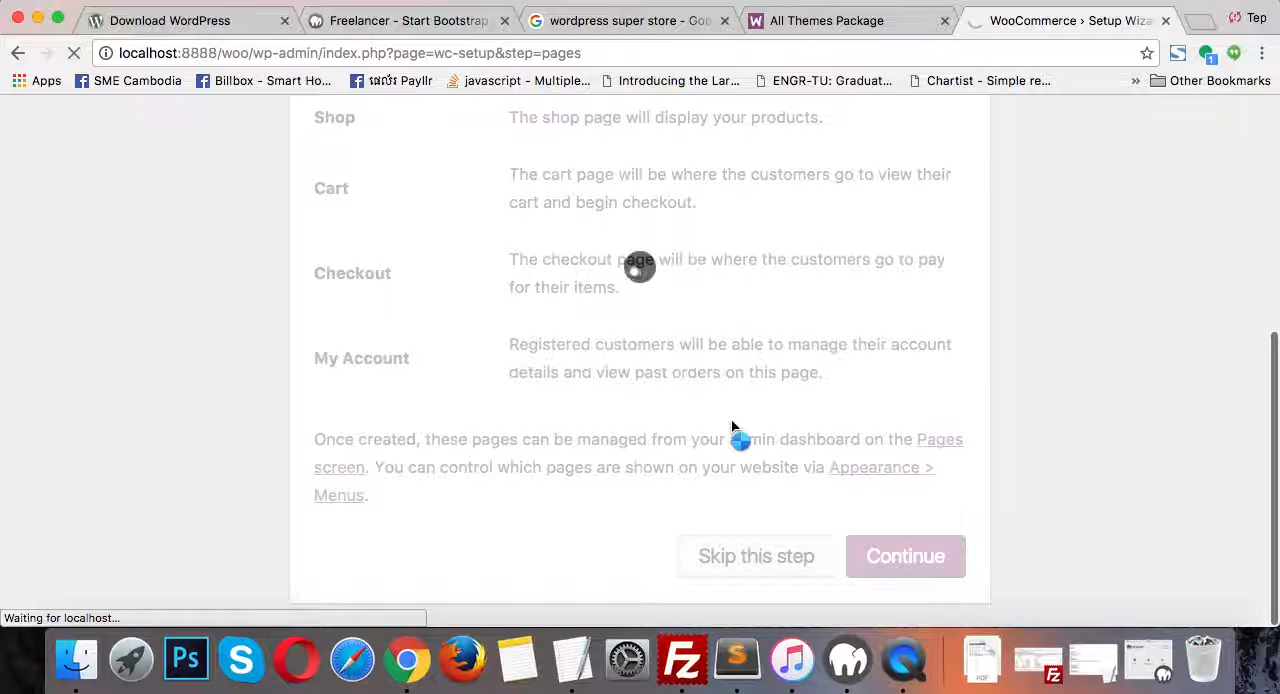 Download WordPress
Freelancer - Start Bootstrap
wordpress super store - Goo
All Themes Package
WooCommerce › Setup Wiza
Tep
localhost:8888/woo/wp-admin/index.php?page=wc-setup&step=pages
Apps
SME Cambodia
Billbox - Smart Ho...
Payllr
javascript - Multiple...
Introducing the Lar...
ENGR-TU: Graduat...
Chartist - Simple re...
»
Other Bookmarks
Shop
The shop page will display your products.
Cart
The cart page will be where the customers go to view their
cart and begin checkout.
Checkout
The checkout page will be where the customers go to pay
for their items.
My Account
Registered customers will be able to manage their account
details and view past orders on this page.
Once created, these pages can be managed from your admin dashboard on the Pages
screen. You can control which pages are shown on your website via Appearance >
Menus.
Skip this step
Continue
Waiting for localhost...